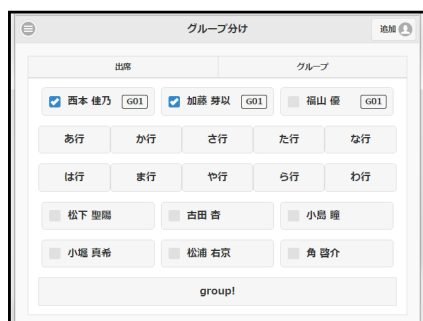 グループ分け
追加
出席 グループ
西本 佳乃 G01 加藤 芽以 G01 福山 優 G01
あ行 か行 さ行 た行 な行
は行 ま行 や行 ら行 わ行
松下 聖陽 古田 杏 小島 瞳
小堀 真希 松浦 右京 角 啓介
group!